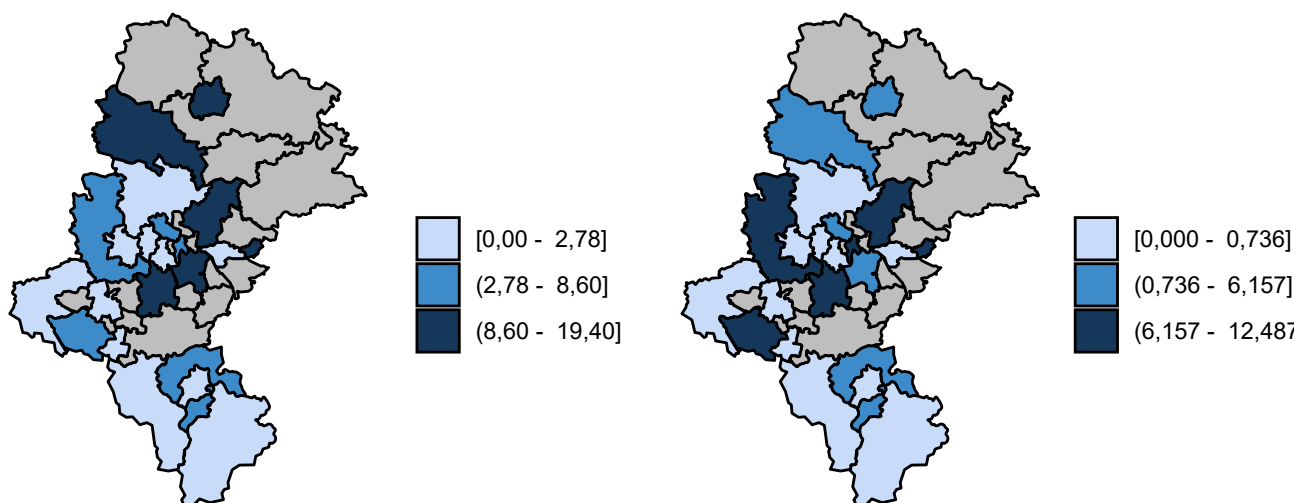 [0,00 - 2,78]
(2,78 - 8,60]
(8,60 - 19,40]
[0,000 - 0,736]
(0,736 - 6,157]
(6,157 - 12,487